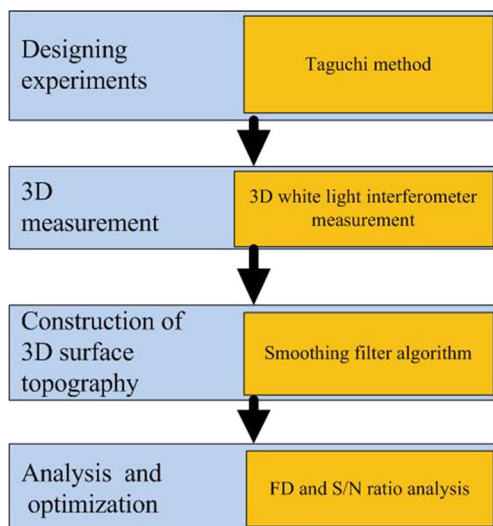 Designing
experiments
Taguchi method
3D
measurement
3D white light interferometer
measurement
Construction of
3D surface
topography
Smoothing filter algorithm
Analysis and
optimization
FD and S/N ratio analysis